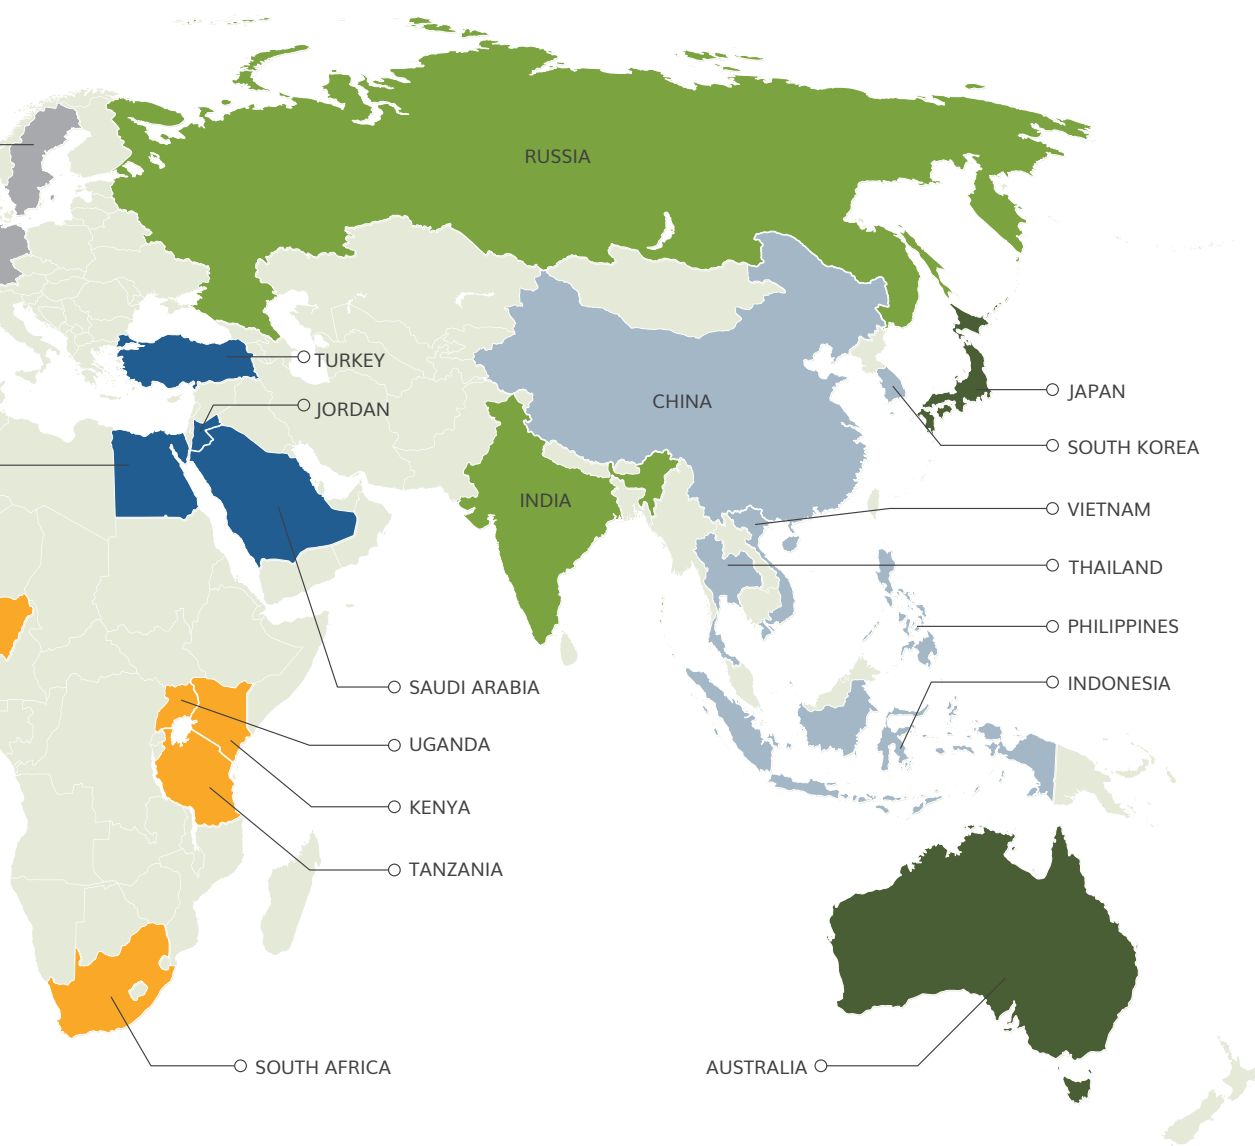 RUSSIA
TURKEY
JAPAN
CHINA
JORDAN
SOUTH KOREA
INDIA
VIETNAM
THAILAND
PHILIPPINES
SAUDI ARABIA
INDONESIA
UGANDA
KENYA
TANZANIA
SOUTH AFRICA
AUSTRALIA